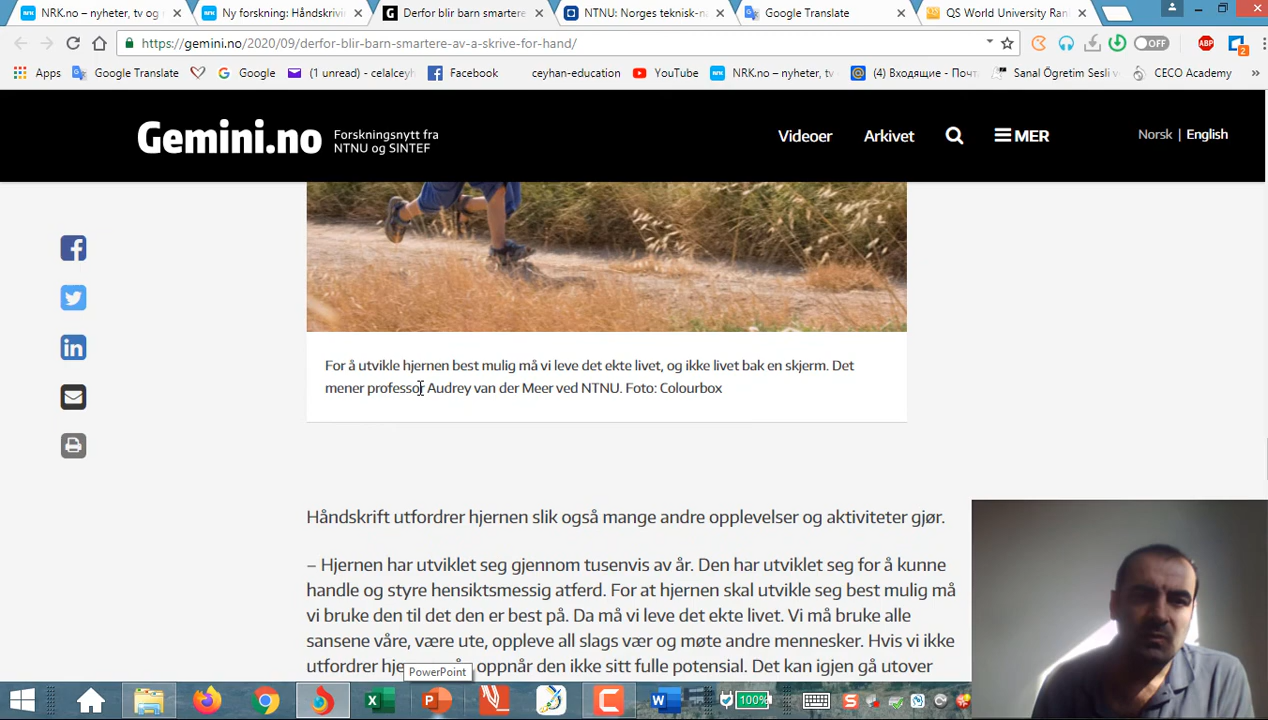 NRK.no – nyheter, tv og
Ny forskning: Håndskrivi
Derfor blir barn smartere
NTNU: Norges teknisk-na
Google Translate
QS World University Ran
https://gemini.no/2020/09/derfor-blir-barn-smartere-av-a-skrive-for-hand/
OFF
ABP
2
Apps
Google Translate
Google
(1 unread) - celalcey
Facebook
ceyhan-education
YouTube
NRK.no – nyheter, tv
(4) Входящие - Почт
Sanal Ögretim Sesli
CECO Academy
»
Gemini.no
Forskningsnytt fra
NTNU og SINTEF
Videoer
Arkivet
MER
Norsk | English
For å utvikle hjernen best mulig må vi leve det ekte livet, og ikke livet bak en skjerm. Det
mener professor Audrey van der Meer ved NTNU. Foto: Colourbox
Håndskrift utfordrer hjernen slik også mange andre opplevelser og aktiviteter gjør.
– Hjernen har utviklet seg gjennom tusenvis av år. Den har utviklet seg for å kunne
handle og styre hensiktsmessig atferd. For at hjernen skal utvikle seg best mulig må
vi bruke den til det den er best på. Da må vi leve det ekte livet. Vi må bruke alle
sansene våre, være ute, oppleve all slags vær og møte andre mennesker. Hvis vi ikke
utfordrer hje oppnår den ikke sitt fulle potensial. Det kan igjen gå utover
PowerPoint
100%